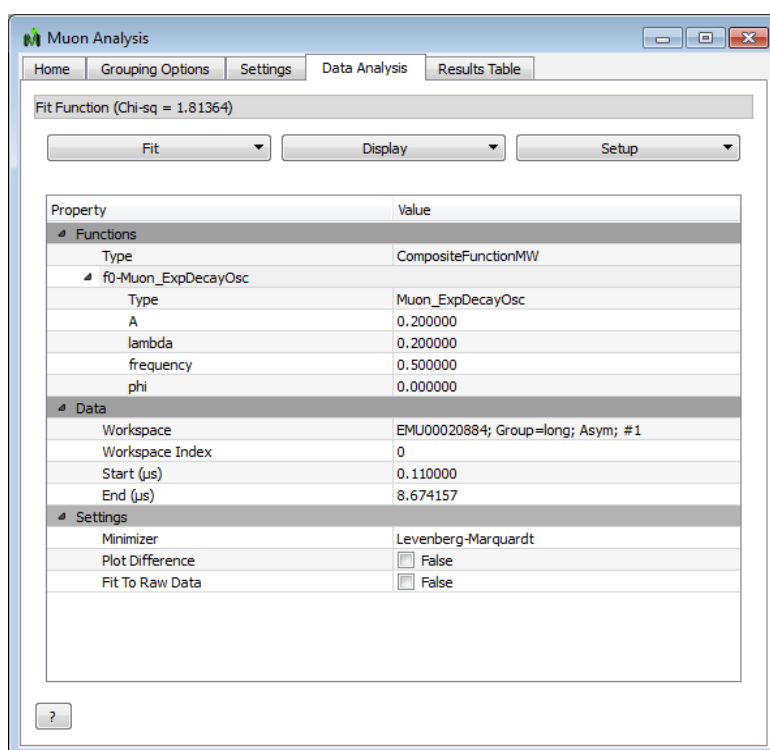 Muon Analysis
Home Grouping Options Settings Data Analysis Results Table
Fit Function (Chi-sq = 1.81364)
Fit Display Setup
Property Value
Functions
Type CompositeFunctionMW
f0-Muon_ExpDecayOsc
Type Muon_ExpDecayOsc
A 0.200000
lambda 0.200000
frequency 0.500000
phi 0.000000
Data
Workspace EMU00020884; Group=long; Asym; #1
Workspace Index 0
Start (µs) 0.110000
End (µs) 8.674157
Settings
Minimizer Levenberg-Marquardt
Plot Difference False
Fit To Raw Data False
?